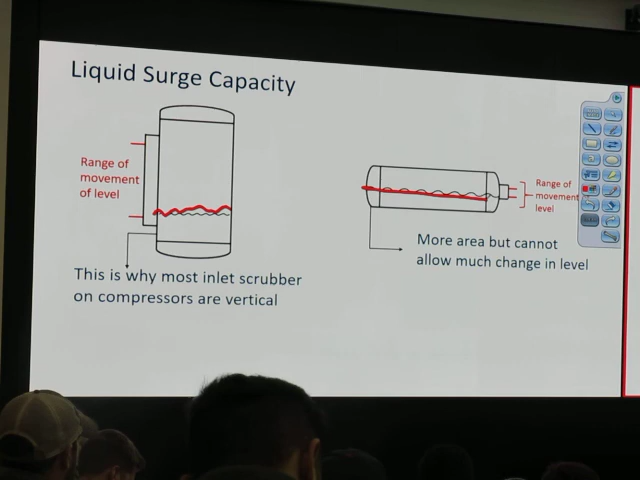 Liquid Surge Capacity
Range of
movement
of level
This is why most inlet scrubber
on compressors are vertical
Range of
movement
level
More area but cannot
allow much change in level